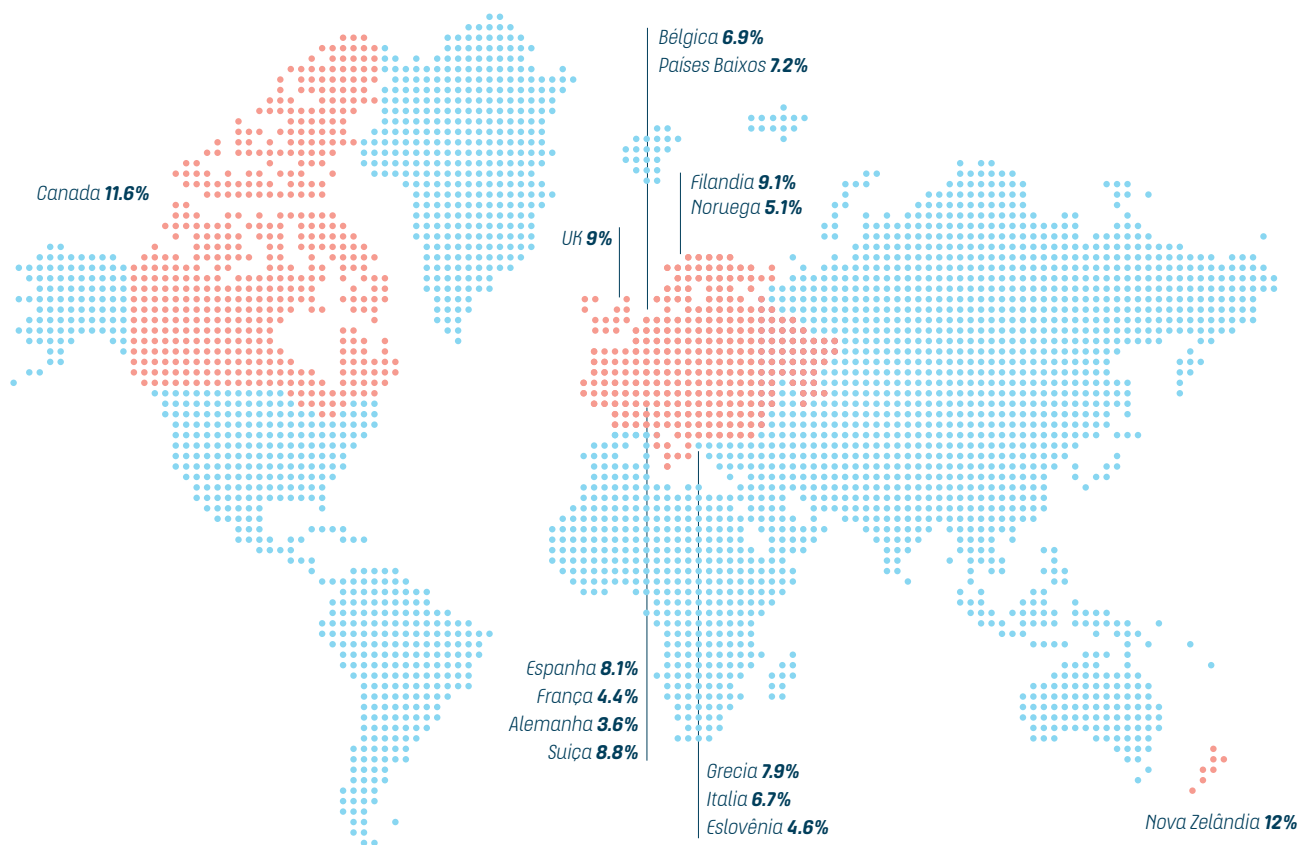 Bélgica 6.9%
Países Baixos 7.2%
Canada 11.6%
Filandia 9.1%
Noruega 5.1%
UK 9%
Espanha 8.1%
França 4.4%
Alemanha 3.6%
Suiça 8.8%
Grecia 7.9%
Italia 6.7%
Eslovênia 4.6%
Nova Zelândia 12%